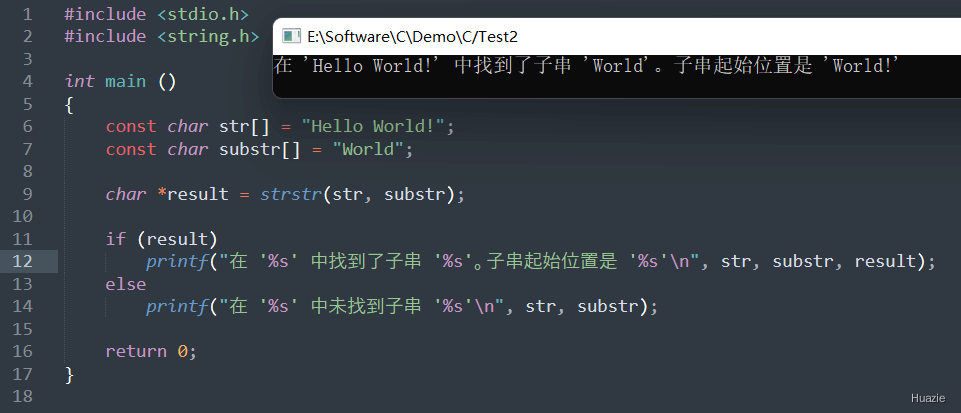 1 #include <stdio.h>
2 #include <string.h>
3
4 int main ()
5 {
6 const char str[] = "Hello World!";
7 const char substr[] = "World";
8
9 char *result = strstr(str, substr);
10
11 if (result)
12 printf("在 '%s' 中找到了子串 '%s'。子串起始位置是 '%s'\n", str, substr, result);
13 else
14 printf("在 '%s' 中未找到子串 '%s'\n", str, substr);
15
16 return 0;
17 }
18
E:\Software\C\Demo\C/Test2
在 'Hello World!' 中找到了子串 'World'。子串起始位置是 'World!'
Huazie